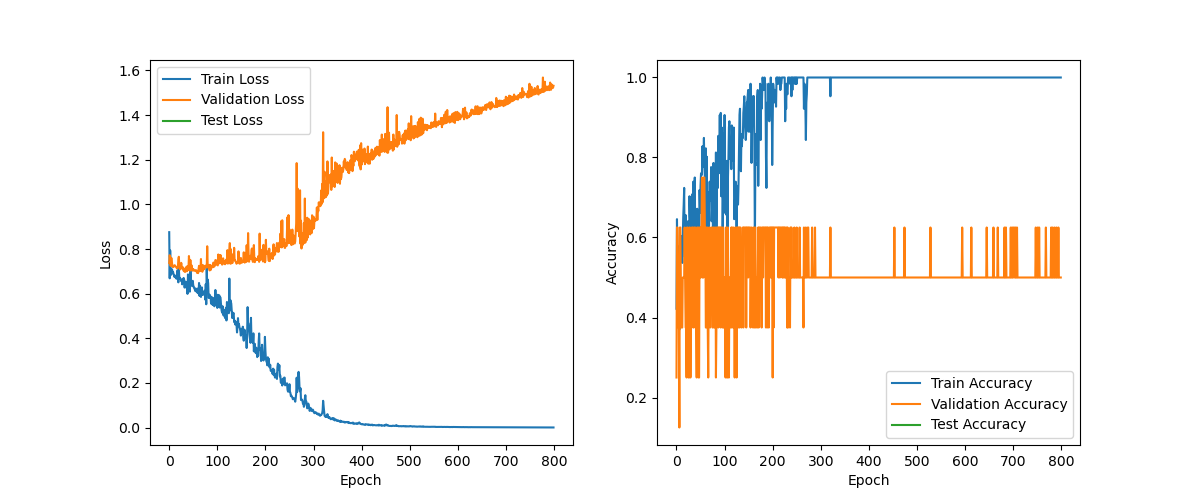 1.6
1.4
1.2
1.0
0.8
0.6
0.4
0.2
0.0
Loss
Train Loss
Validation Loss
Test Loss
0 100 200 300 400 500 600 700 800
Epoch
1.0
0.8
0.6
0.4
0.2
Accuracy
Train Accuracy
Validation Accuracy
Test Accuracy
0 100 200 300 400 500 600 700 800
Epoch